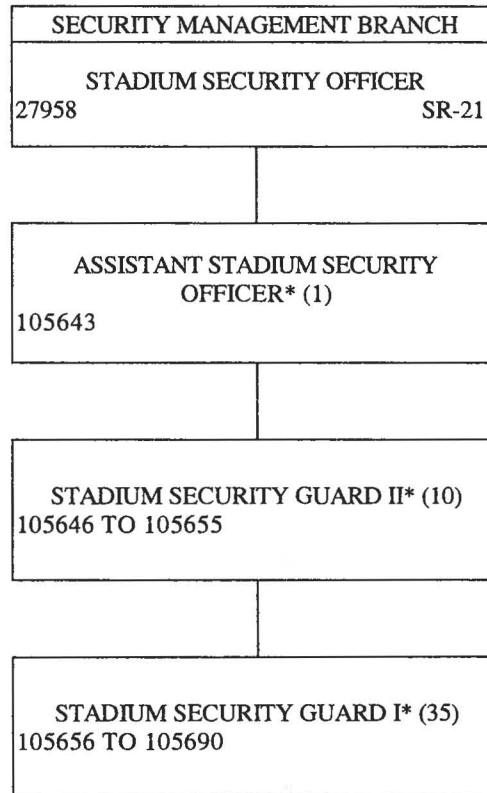 SECURITY MANAGEMENT BRANCH
STADIUM SECURITY OFFICER
27958 SR-21
ASSISTANT STADIUM SECURITY
OFFICER* (1)
105643
STADIUM SECURITY GUARD II* (10)
105646 TO 105655
STADIUM SECURITY GUARD I* (35)
105656 TO 105690